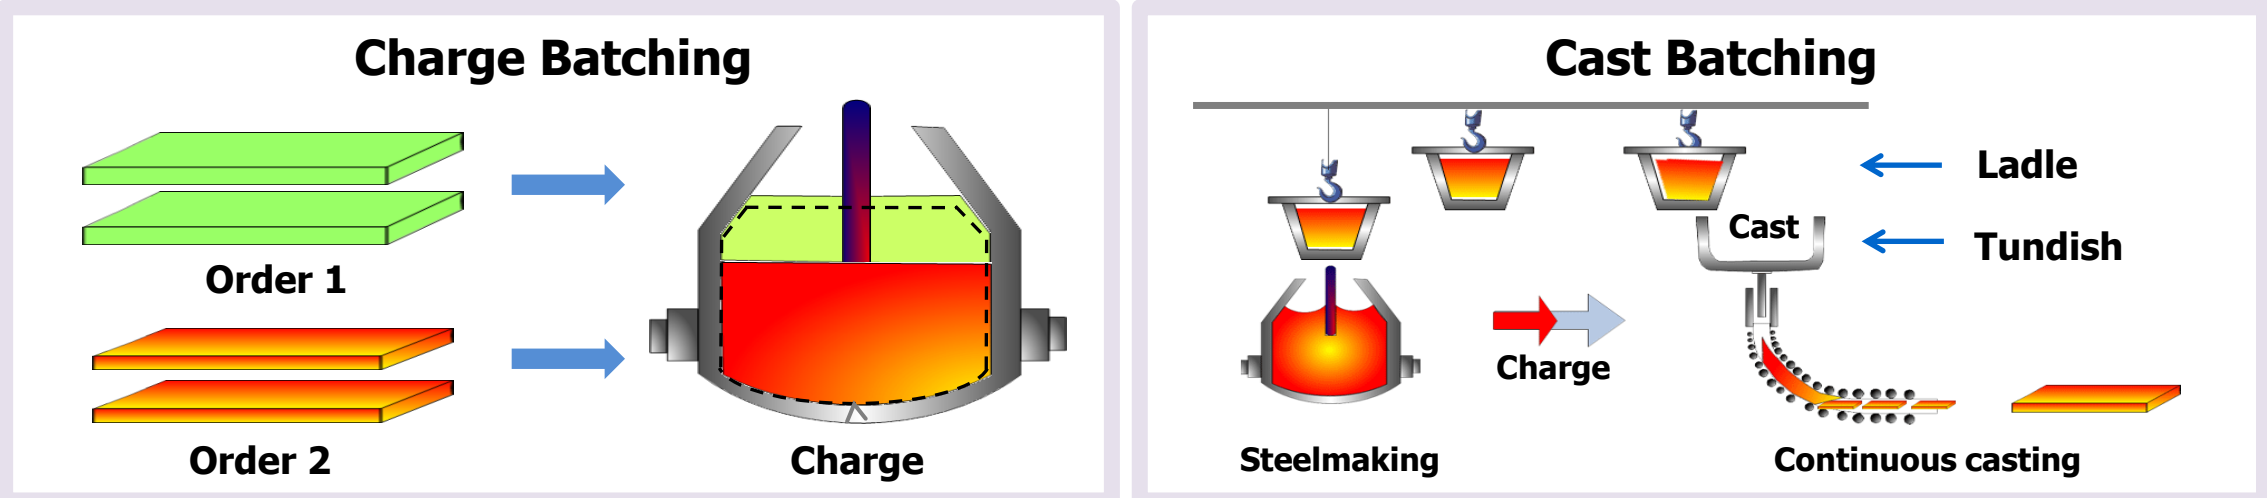 Charge Batching
Order 1
Order 2
Charge
Cast Batching
Ladle
Cast
Tundish
Charge
Steelmaking
Continuous casting